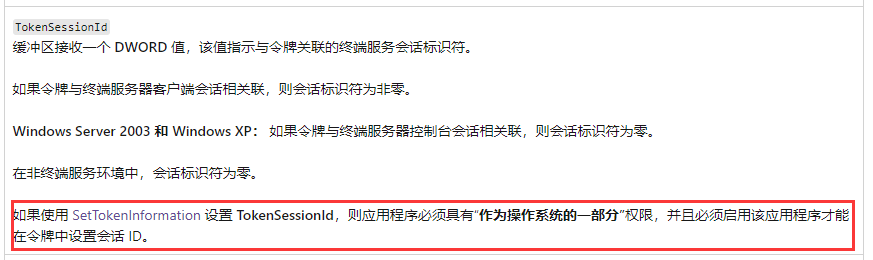 TokenSessionId
缓冲区接收一个 DWORD 值，该值指示与令牌关联的终端服务会话标识符。
如果令牌与终端服务器客户端会话相关联，则会话标识符为非零。
Windows Server 2003 和 Windows XP： 如果令牌与终端服务器控制台会话相关联，则会话标识符为零。
在非终端服务环境中，会话标识符为零。
如果使用 SetTokenInformation 设置 TokenSessionId，则应用程序必须具有“作为操作系统的一部分”权限，并且必须启用该应用程序才能
在令牌中设置会话 ID。